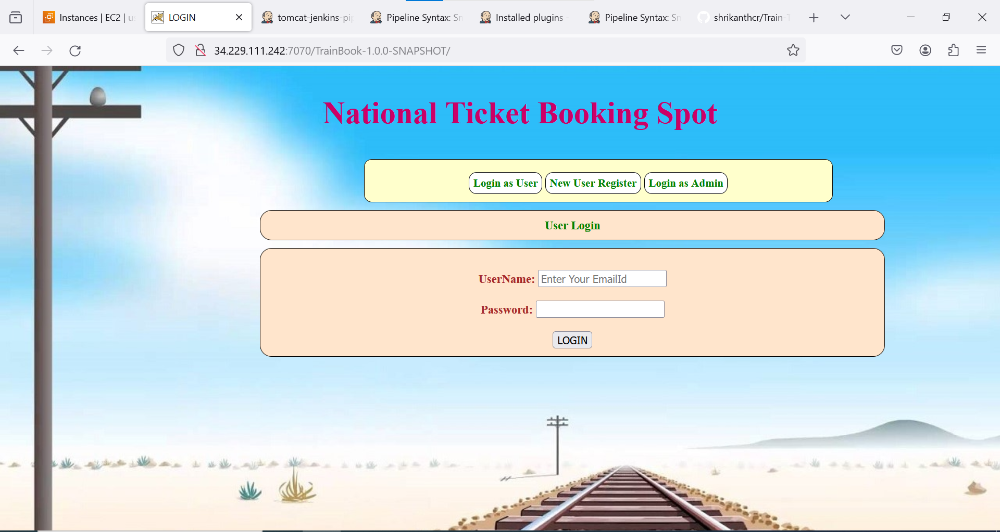 Instances | EC2 | us
LOGIN
tomcat-jenkins-pip
Pipeline Syntax: Sn
Installed plugins -
Pipeline Syntax: Sn
shrikanthcr/Train-T
34.229.111.242:7070/TrainBook-1.0.0-SNAPSHOT/
National Ticket Booking Spot
Login as User New User Register Login as Admin
User Login
UserName: Enter Your EmailId
Password:
LOGIN